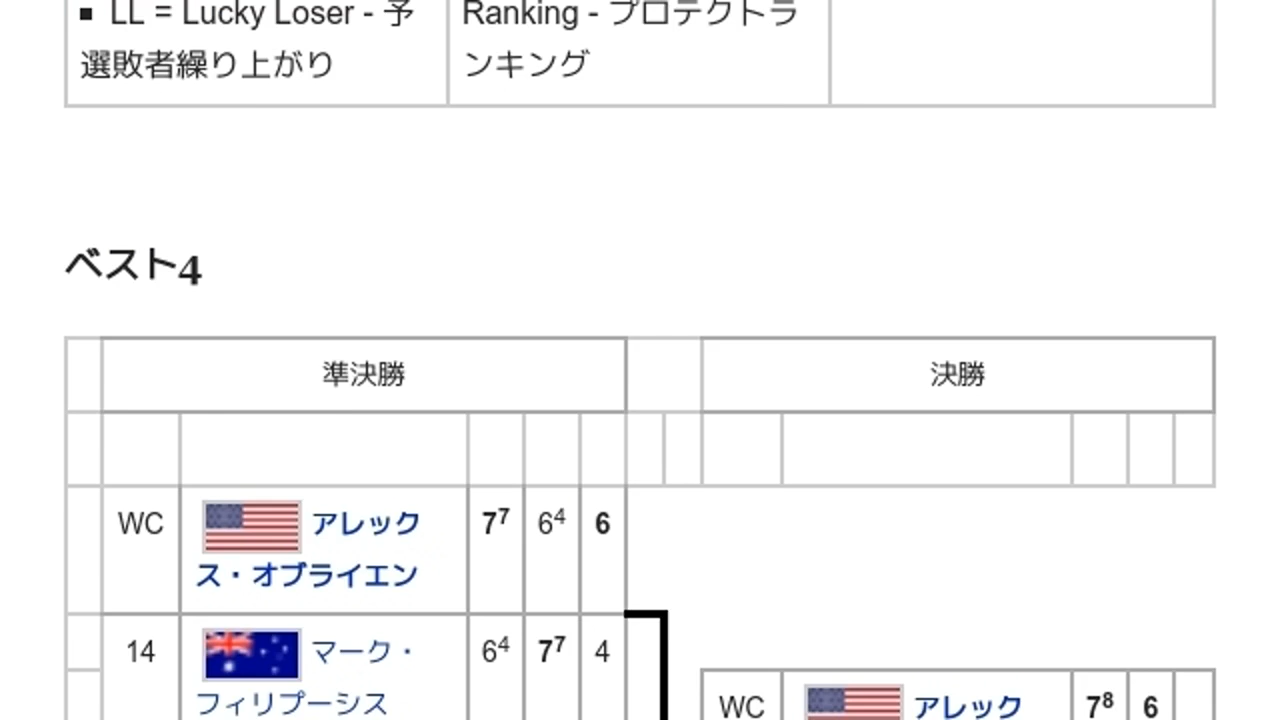 ▪ LL = Lucky Loser - 予
選敗者繰り上がり
Ranking - プロテクトラ
ンキング
ベスト4
準決勝 決勝
WC アレック 7⁷ 6⁴ 6
ス・オブライエン
14 マーク・ 6⁴ 7⁷ 4
フィリプーシス
WC アレック 7⁸ 6